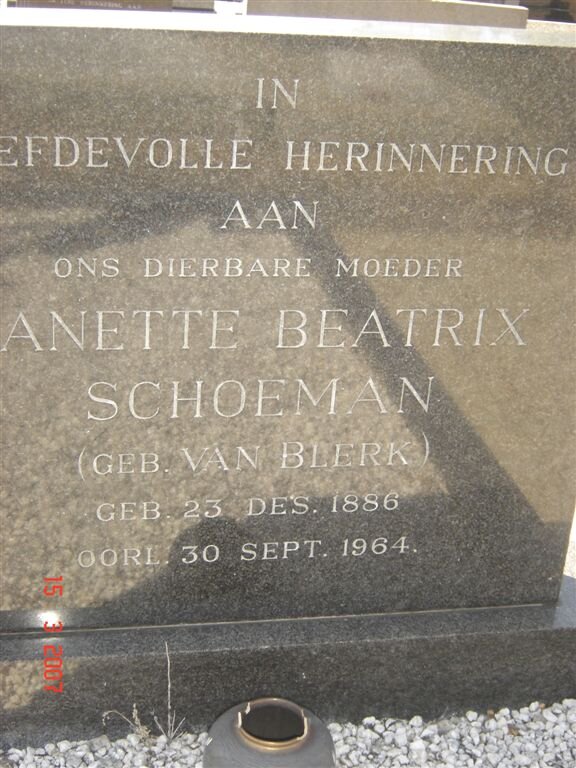 IN
EFDEVOLLE HERINNERING
AAN
ONS DIERBARE MOEDER
ANETTE BEATRIX
SCHOEMAN
(GEB. VAN BLERK)
GEB. 23 DES. 1886
OORL. 30 SEPT. 1964.
15 3 2007